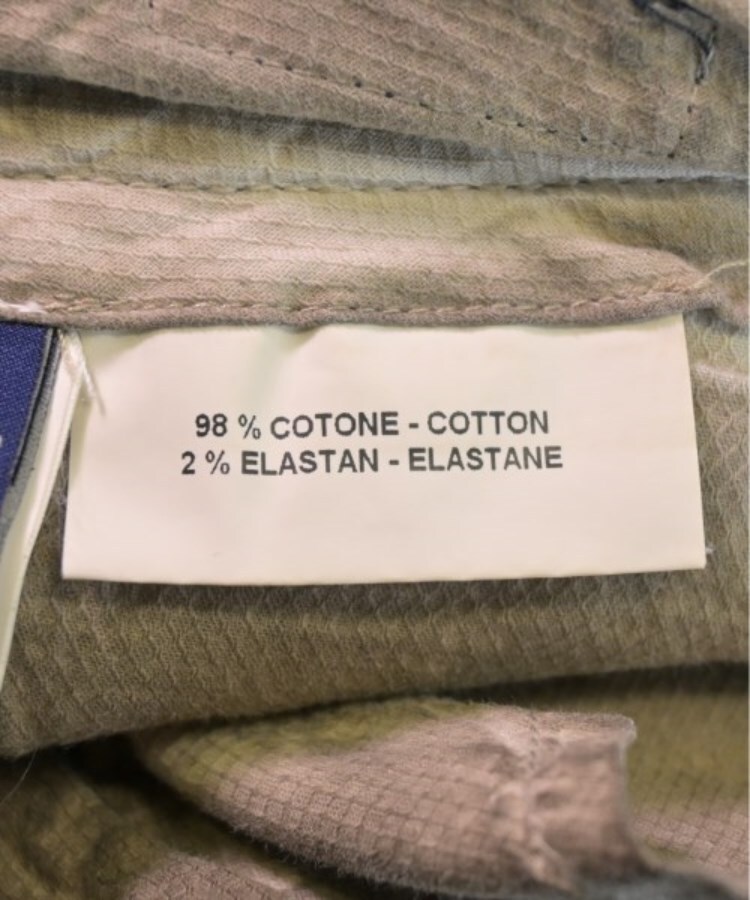 98 % COTONE - COTTON
2 % ELASTAN - ELASTANE